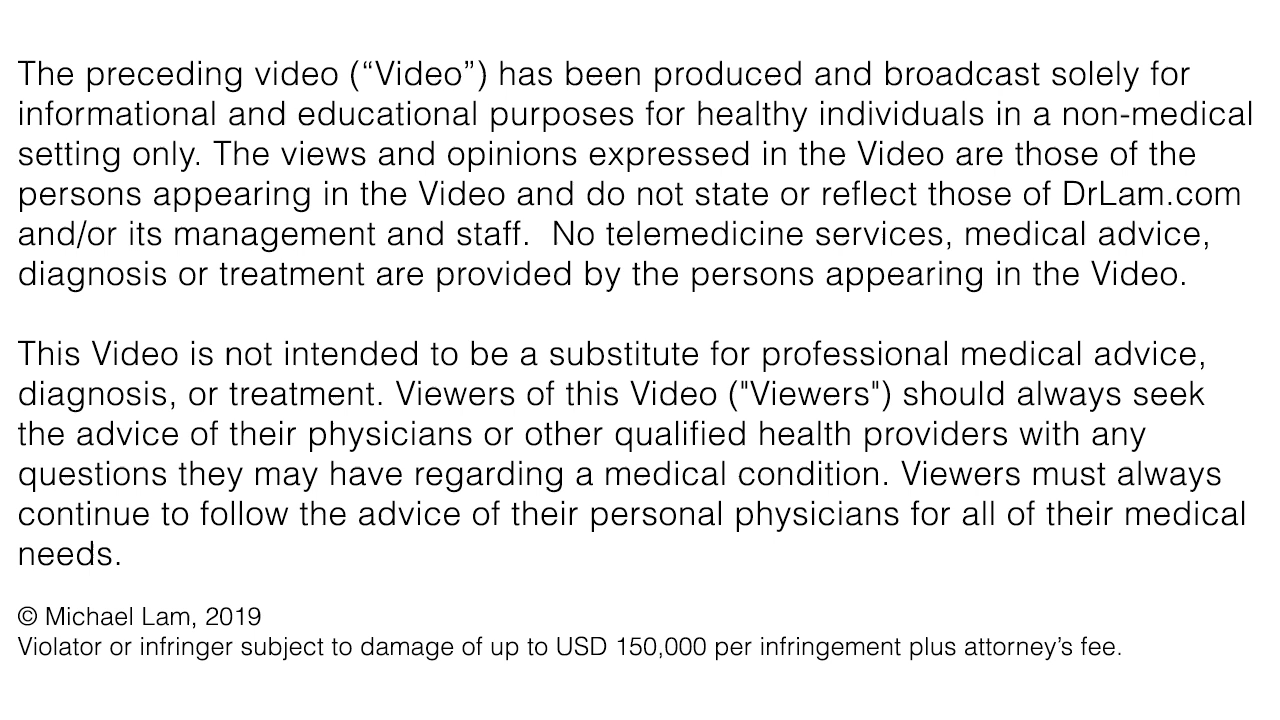 The preceding video (“Video”) has been produced and broadcast solely for
informational and educational purposes for healthy individuals in a non-medical
setting only. The views and opinions expressed in the Video are those of the
persons appearing in the Video and do not state or reflect those of DrLam.com
and/or its management and staff.  No telemedicine services, medical advice,
diagnosis or treatment are provided by the persons appearing in the Video.
This Video is not intended to be a substitute for professional medical advice,
diagnosis, or treatment. Viewers of this Video ("Viewers") should always seek
the advice of their physicians or other qualified health providers with any
questions they may have regarding a medical condition. Viewers must always
continue to follow the advice of their personal physicians for all of their medical
needs.
© Michael Lam, 2019
Violator or infringer subject to damage of up to USD 150,000 per infringement plus attorney’s fee.